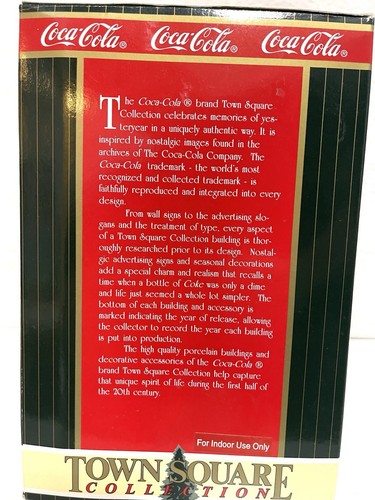 Coca-Cola® Coca-Cola® Coca-Cola®
The Coca-Cola ® brand Town Square
Collection celebrates memories of yes-
teryear in a uniquely authentic way. It is
inspired by nostalgic images found in the
archives of The Coca-Cola Company. The
Coca-Cola trademark - the world's most
recognized and collected trademark - is
faithfully reproduced and integrated into every
design.
From wall signs to the advertising slo-
gans and the treatment of type, every aspect
of a Town Square Collection building is thor-
oughly researched prior to its design. Nostal-
gic advertising signs and seasonal decorations
add a special charm and realism that recalls a
time when a bottle of Coke was only a dime
and life just seemed a whole lot simpler. The
bottom of each building and accessory is
marked indicating the year of release, allowing
the collector to record the year each building
is put into production.
The high quality porcelain buildings and
decorative accessories of the Coca-Cola ®
brand Town Square Collection help capture
that unique spirit of life during the first half of
the 20th century.
For Indoor Use Only
TOWN SQUARE
COLLECTION